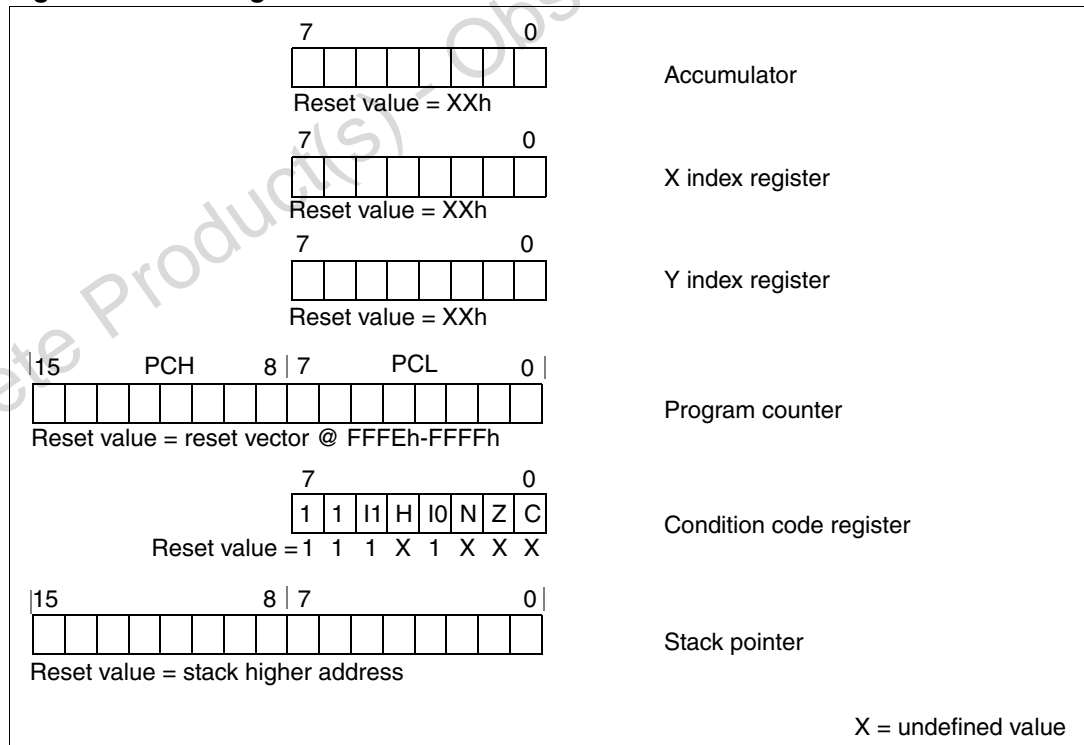 7 0
Accumulator
Reset value = XXh
7 0
X index register
Reset value = XXh
7 0
Y index register
Reset value = XXh
15 PCH 8 7 PCL 0
Program counter
Reset value = reset vector @ FFFEh-FFFFh
7 0
1 1 I1 H I0 N Z C
Condition code register
Reset value = 1 1 1 X 1 X X X
15 8 7 0
Stack pointer
Reset value = stack higher address
X = undefined value